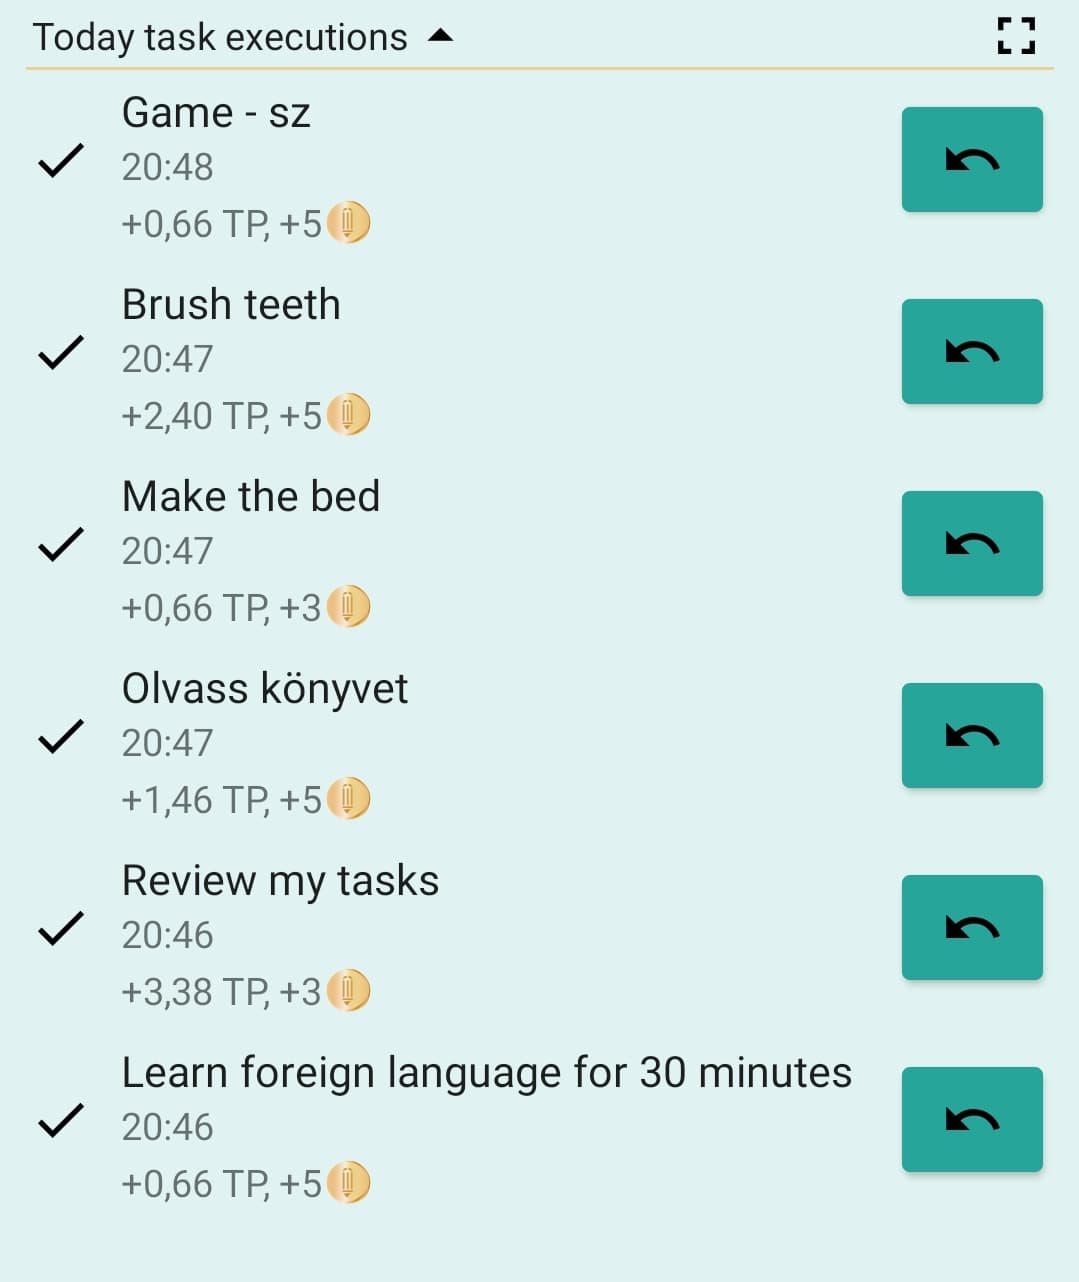 Today task executions
Game - sz
20:48
+0,66 TP, +5
Brush teeth
20:47
+2,40 TP, +5
Make the bed
20:47
+0,66 TP, +3
Olvass könyvet
20:47
+1,46 TP, +5
Review my tasks
20:46
+3,38 TP, +3
Learn foreign language for 30 minutes
20:46
+0,66 TP, +5